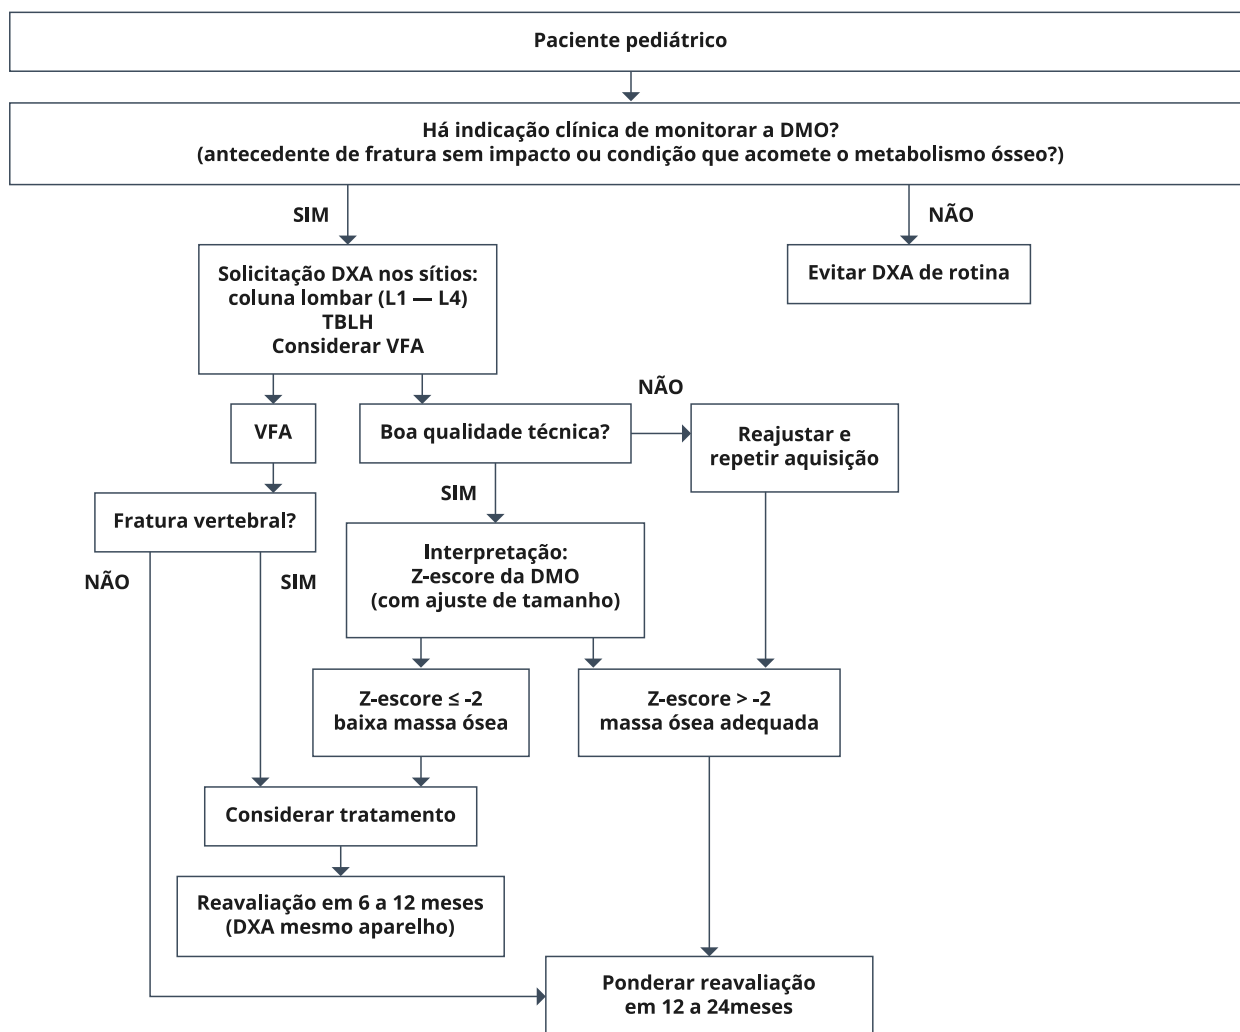 Paciente pediátrico
Há indicação clínica de monitorar a DMO?
(antecedente de fratura sem impacto ou condição que acomete o metabolismo ósseo?)
SIM
NÃO
Solicitação DXA nos sítios:
coluna lombar (L1 — L4)
TBLH
Considerar VFA
Evitar DXA de rotina
NÃO
VFA
Boa qualidade técnica?
Reajustar e
repetir aquisição
SIM
Fratura vertebral?
Interpretação:
Z-escore da DMO
(com ajuste de tamanho)
NÃO
SIM
Z-escore ≤ -2
baixa massa ósea
Z-escore > -2
massa ósea adequada
Considerar tratamento
Reavaliação em 6 a 12 meses
(DXA mesmo aparelho)
Ponderar reavaliação
em 12 a 24meses